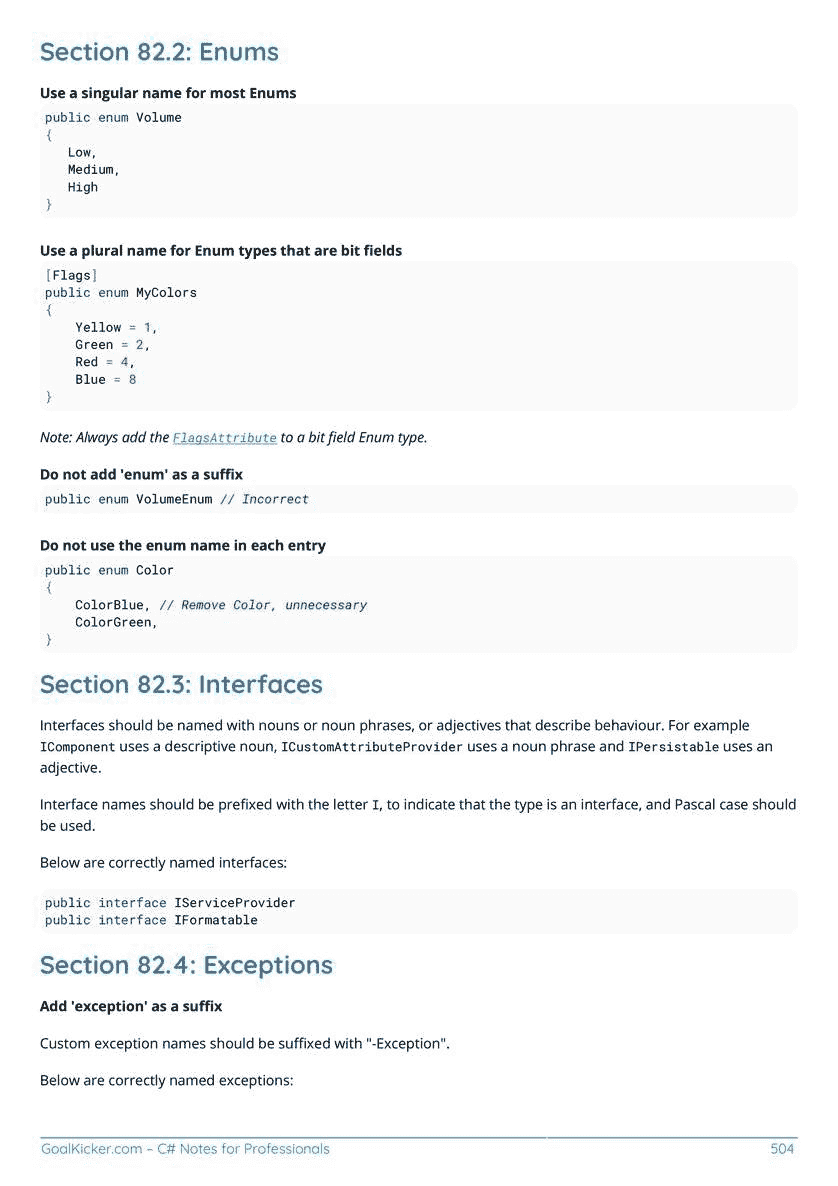 Section 82.2: Enums
Use a singular name for most Enums
public enum Volume
{
   Low,
   Medium,
   High
}
Use a plural name for Enum types that are bit fields
[Flags]
public enum MyColors
{
    Yellow = 1,
    Green = 2,
    Red = 4,
    Blue = 8
}
Note: Always add the FlagsAttribute to a bit field Enum type.
Do not add 'enum' as a suffix
public enum VolumeEnum // Incorrect
Do not use the enum name in each entry
public enum Color
{
    ColorBlue, // Remove Color, unnecessary
    ColorGreen,
}
Section 82.3: Interfaces
Interfaces should be named with nouns or noun phrases, or adjectives that describe behaviour. For example
IComponent uses a descriptive noun, ICustomAttributeProvider uses a noun phrase and IPersistable uses an
adjective.
Interface names should be prefixed with the letter I, to indicate that the type is an interface, and Pascal case should
be used.
Below are correctly named interfaces:
public interface IServiceProvider
public interface IFormatable
Section 82.4: Exceptions
Add 'exception' as a suffix
Custom exception names should be suffixed with "-Exception".
Below are correctly named exceptions:
GoalKicker.com – C# Notes for Professionals
504